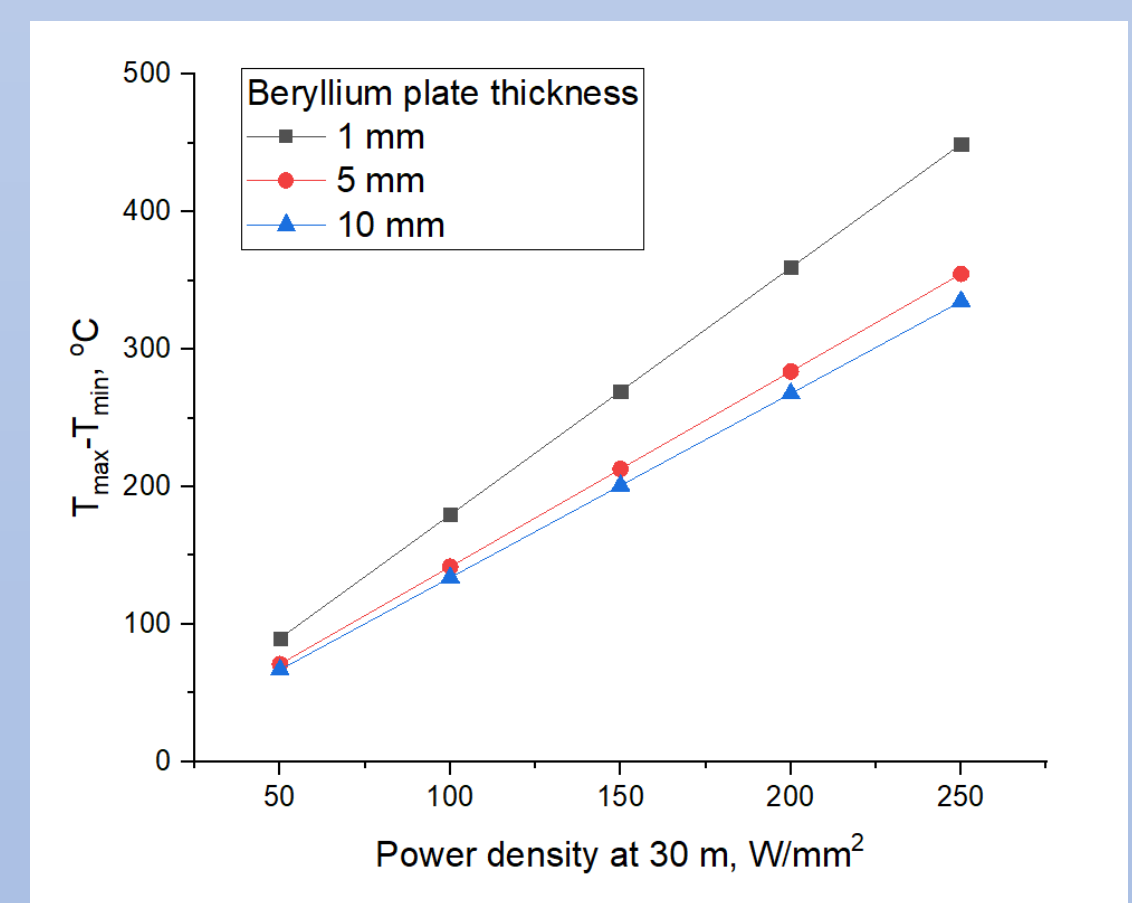 500
400
300
200
100
0
50 100 150 200 250
Beryllium plate thickness
1 mm
5 mm
10 mm
Tmax-Tmin, ºC
Power density at 30 m, W/mm²